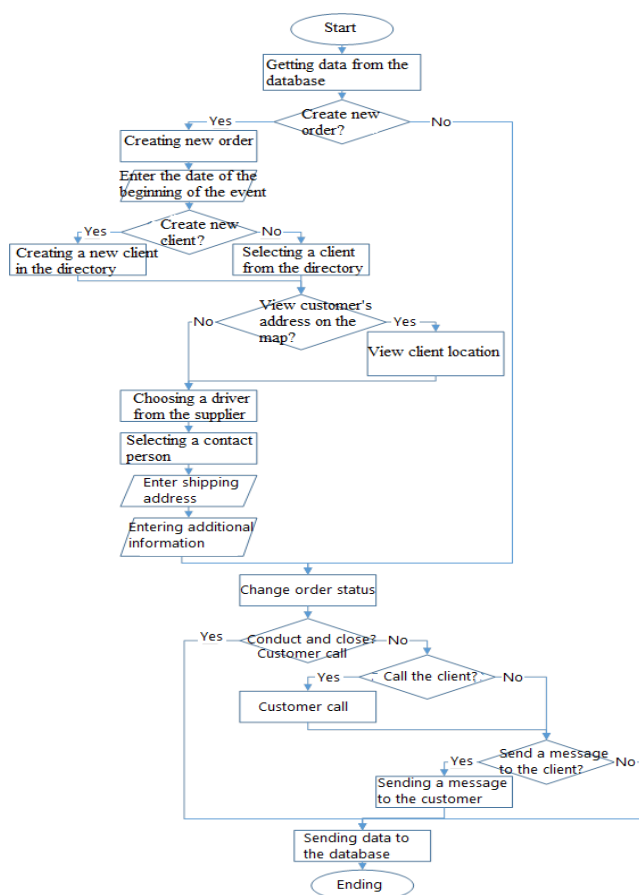 Start
Getting data from the
database
Create new
order?
Yes
No
Creating new order
Enter the date of the
beginning of the event
Create new
client?
Yes
No
Creating a new client
in the directory
Selecting a client
from the directory
View customer's
address on the
map?
No
Yes
View client location
Choosing a driver
from the supplier
Selecting a contact
person
Enter shipping
address
Entering additional
information
Change order status
Conduct and close?
Customer call
Yes
No
Call the client?
Yes
No
Customer call
Send a message
to the client?
Yes
No
Sending a message
to the customer
Sending data to
the database
Ending